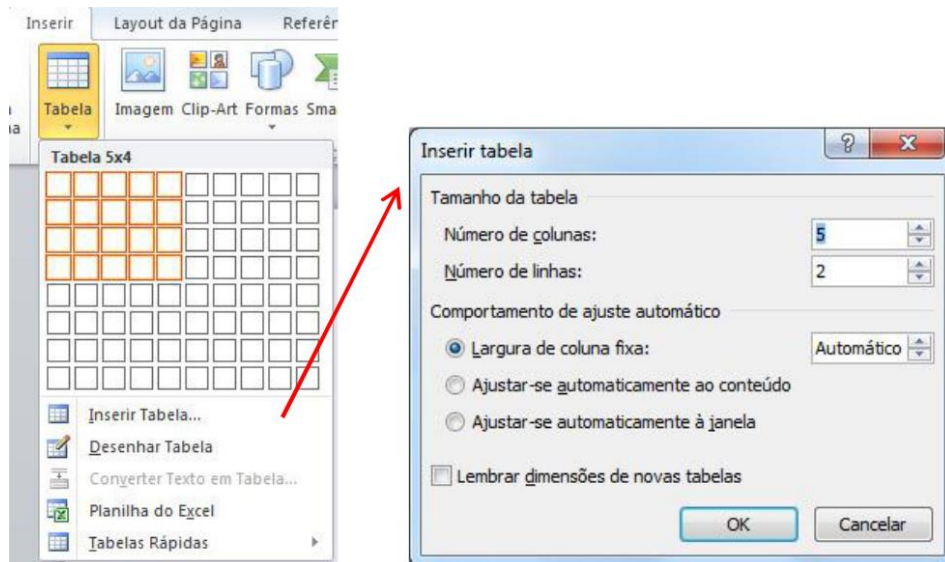 Inserir Layout da Página Referên
Tabela Imagem Clip-Art Formas Sma
na
Tabela 5x4
Inserir Tabela...
Desenhar Tabela
Converter Texto em Tabela...
Planilha do Excel
Tabelas Rápidas
Inserir tabela
Tamanho da tabela
Número de colunas: 5
Número de linhas: 2
Comportamento de ajuste automático
Largura de coluna fixa: Automático
Ajustar-se automaticamente ao conteúdo
Ajustar-se automaticamente à janela
Lembrar dimensões de novas tabelas
OK Cancelar